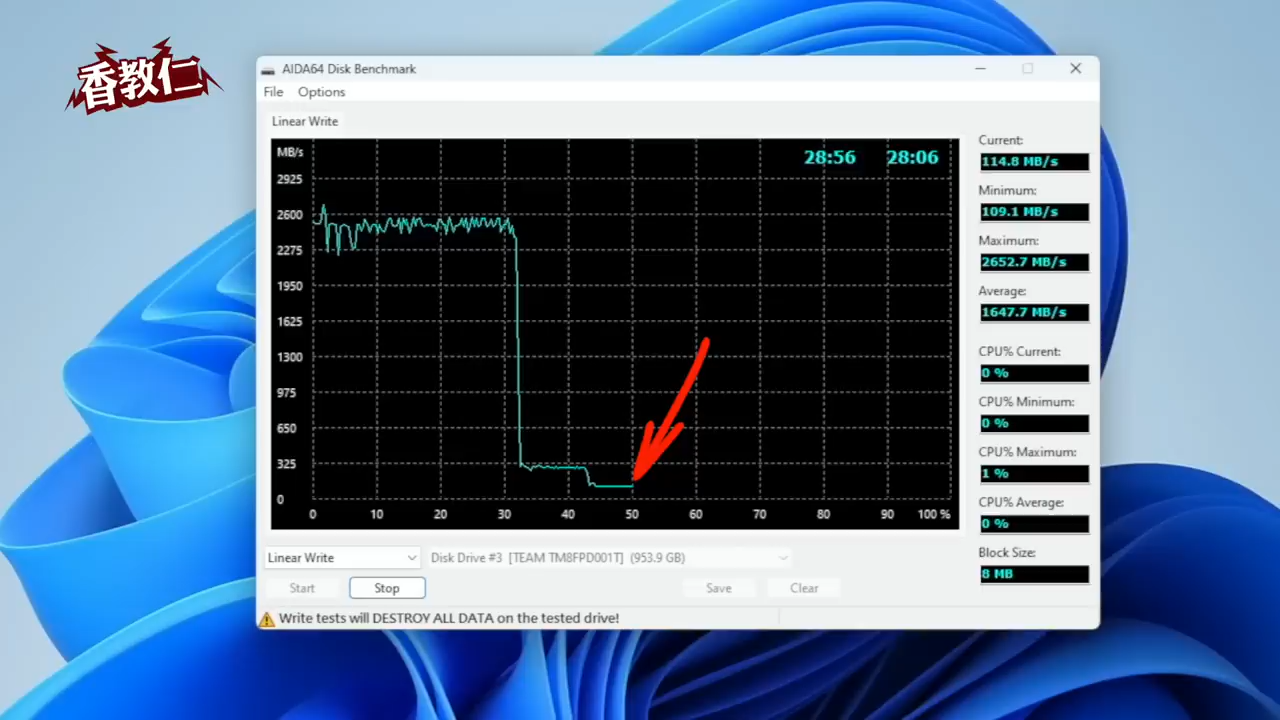 香教仁
AIDA64 Disk Benchmark
File Options
Linear Write
MB/s
28:56 28:06
2925
2600
2275
1950
1625
1300
975
650
325
0
0 10 20 30 40 50 60 70 80 90 100 %
Current:
114.8 MB/s
Minimum:
109.1 MB/s
Maximum:
2652.7 MB/s
Average:
1647.7 MB/s
CPU% Current:
0 %
CPU% Minimum:
0 %
CPU% Maximum:
1 %
CPU% Average:
0 %
Block Size:
8 MB
Linear Write Disk Drive #3 [TEAM TM8FPD001T] (953.9 GB)
Start Stop Save Clear
Write tests will DESTROY ALL DATA on the tested drive!